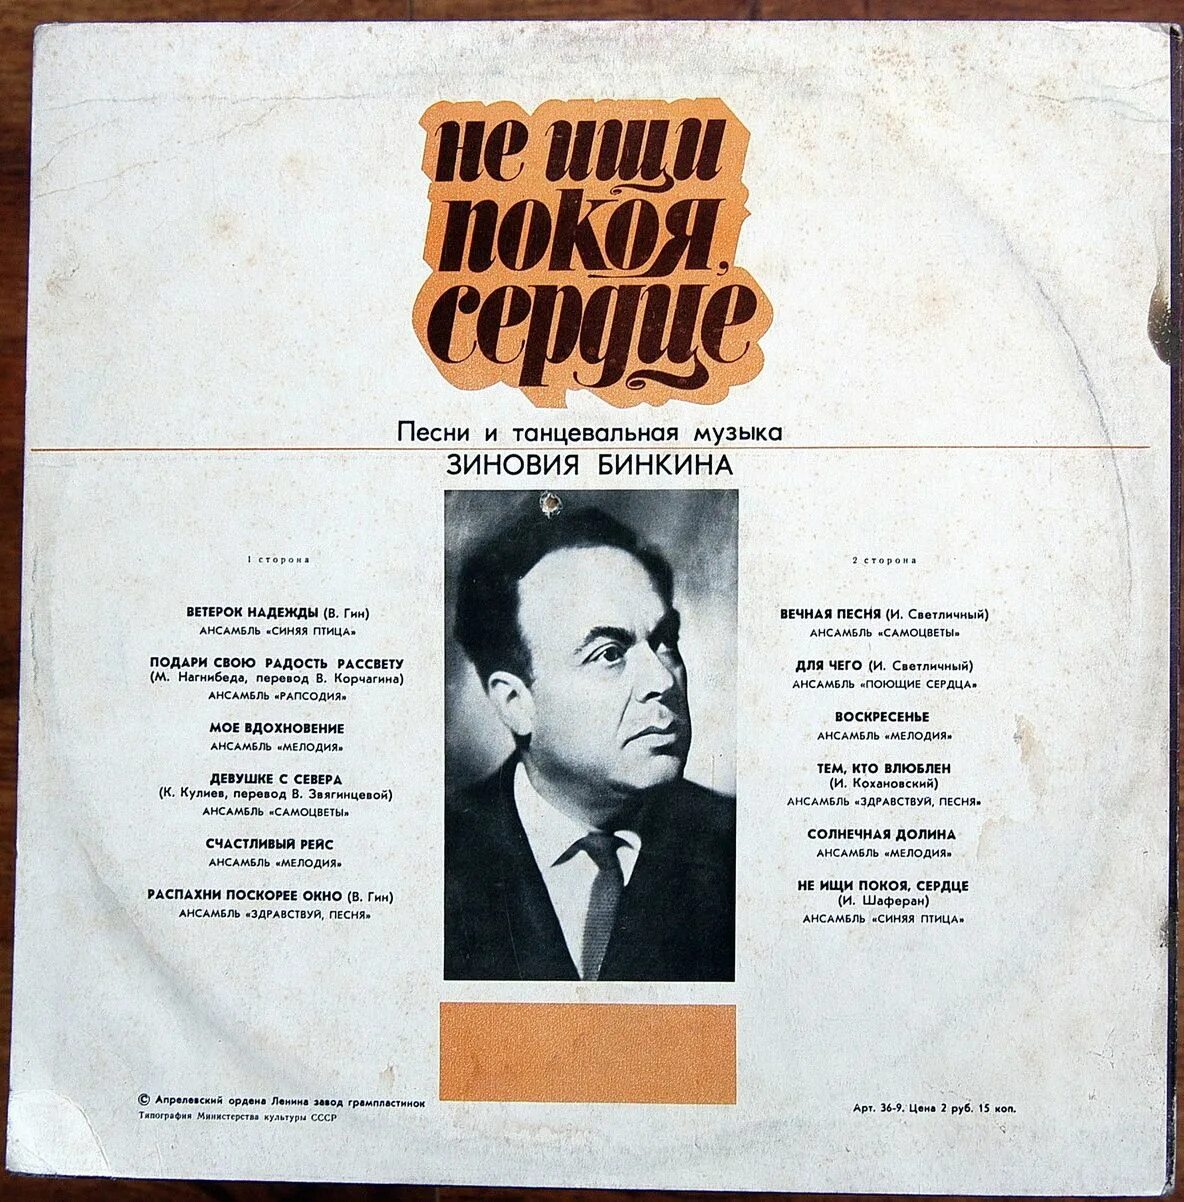 не ищи
покоя,
сердце
Песни и танцевальная музыка
ЗИНОВИЯ БИНКИНА
1 сторона
ВЕТЕРОК НАДЕЖДЫ (В. Гин)
АНСАМБЛЬ «СИНЯЯ ПТИЦА»
ПОДАРИ СВОЮ РАДОСТЬ РАССВЕТУ
(М. Нагнибеда, перевод В. Корчагина)
АНСАМБЛЬ «РАПСОДИЯ»
МОЕ ВДОХНОВЕНИЕ
АНСАМБЛЬ «МЕЛОДИЯ»
ДЕВУШКЕ С СЕВЕРА
(К. Кулиев, перевод В. Звягинцевой)
АНСАМБЛЬ «САМОЦВЕТЫ»
СЧАСТЛИВЫЙ РЕЙС
АНСАМБЛЬ «МЕЛОДИЯ»
РАСПАХНИ ПОСКОРЕЕ ОКНО (В. Гин)
АНСАМБЛЬ «ЗДРАВСТВУЙ, ПЕСНЯ»
2 сторона
ВЕЧНАЯ ПЕСНЯ (И. Светличный)
АНСАМБЛЬ «САМОЦВЕТЫ»
ДЛЯ ЧЕГО (И. Светличный)
АНСАМБЛЬ «ПОЮЩИЕ СЕРДЦА»
ВОСКРЕСЕНЬЕ
АНСАМБЛЬ «МЕЛОДИЯ»
ТЕМ, КТО ВЛЮБЛЕН
(И. Кохановский)
АНСАМБЛЬ «ЗДРАВСТВУЙ, ПЕСНЯ»
СОЛНЕЧНАЯ ДОЛИНА
АНСАМБЛЬ «МЕЛОДИЯ»
НЕ ИЩИ ПОКОЯ, СЕРДЦЕ
(И. Шаферан)
АНСАМБЛЬ «СИНЯЯ ПТИЦА»
© Апрелевский ордена Ленина завод грампластинок
Типография Министерства культуры СССР
Арт. 36-9. Цена 2 руб. 15 коп.